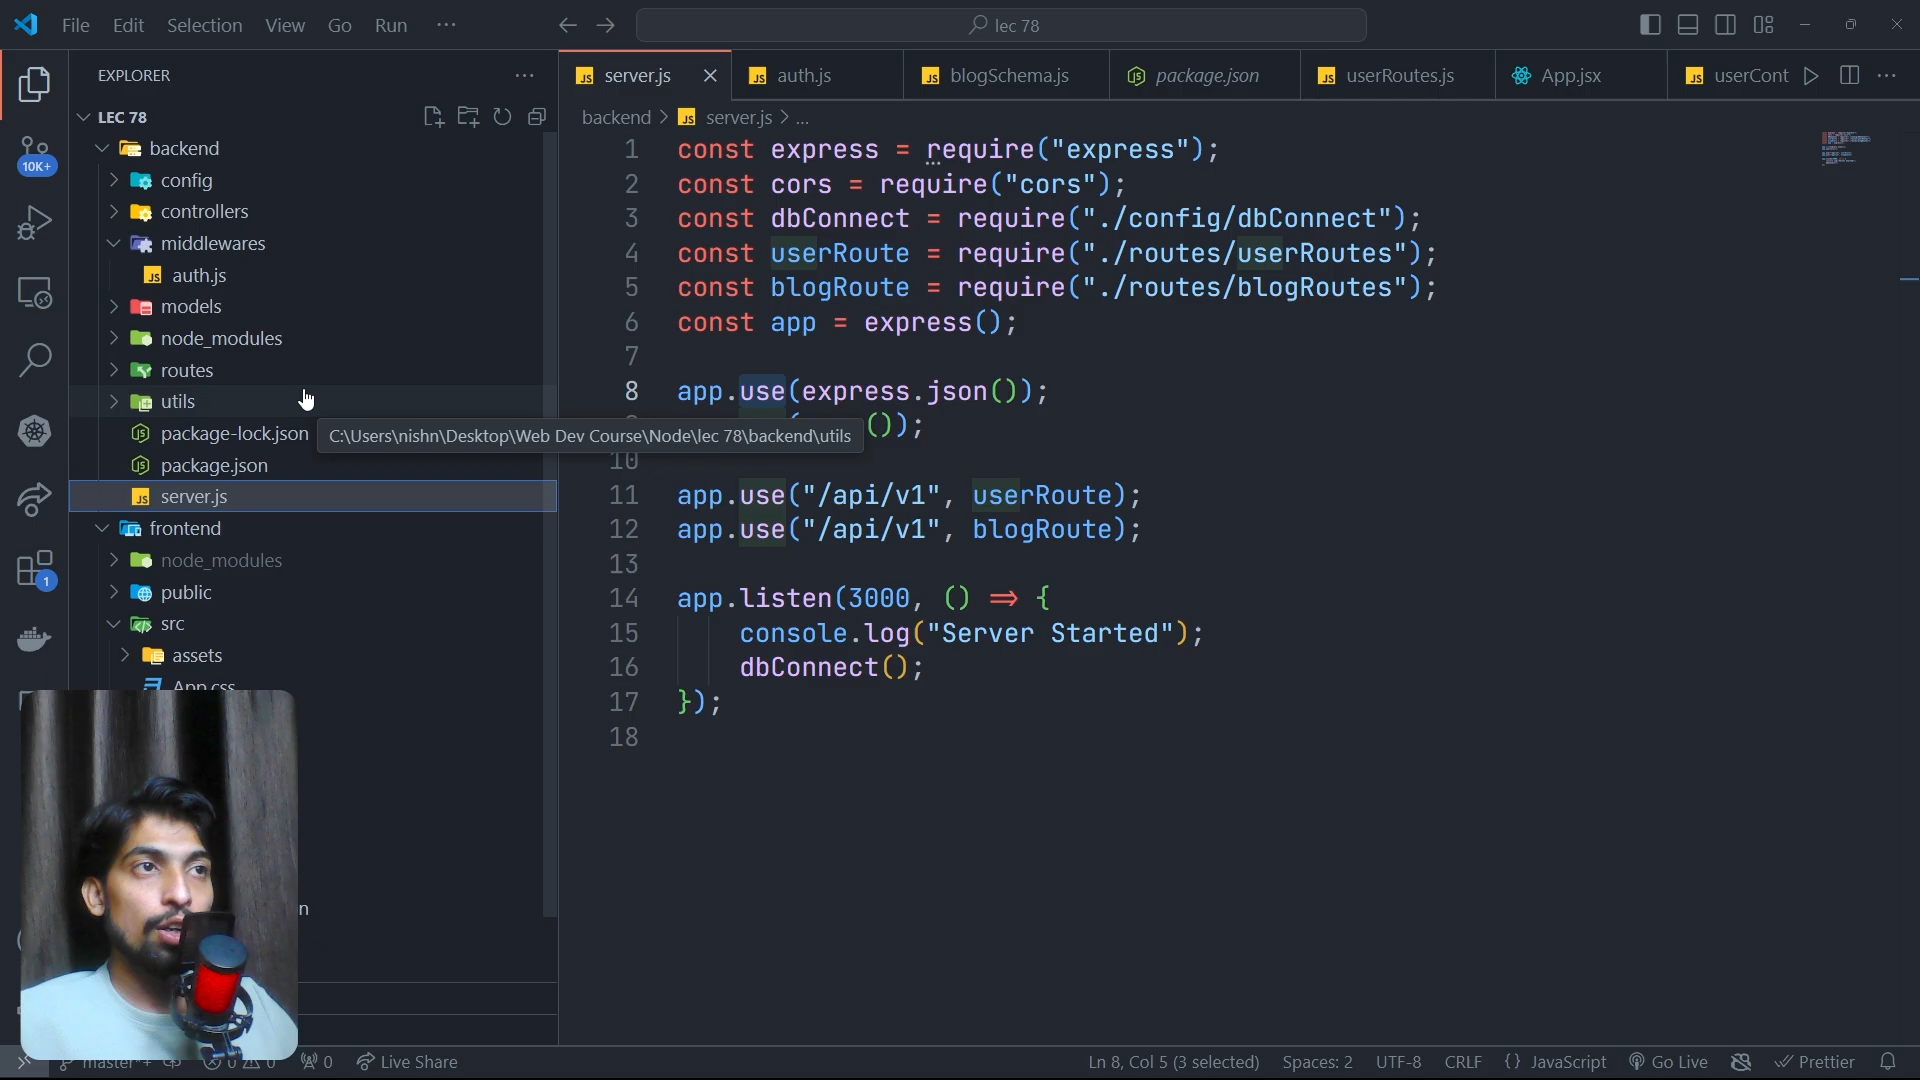 File Edit Selection View Go Run ···
lec 78
EXPLORER ···
server.js
auth.js
blogSchema.js
package.json
userRoutes.js
App.jsx
userCont
LEC 78
backend > server.js > ...
10K+
backend
config
controllers
middlewares
auth.js
models
node_modules
routes
utils
package-lock.json
package.json
server.js
frontend
node_modules
public
src
assets
App.css
1
1 const express = require("express");
2 const cors = require("cors");
3 const dbConnect = require("./config/dbConnect");
4 const userRoute = require("./routes/userRoutes");
5 const blogRoute = require("./routes/blogRoutes");
6 const app = express();
7
8 app.use(express.json());
());
C:\Users\nishn\Desktop\Web Dev Course\Node\lec 78\backend\utils
10
11 app.use("/api/v1", userRoute);
12 app.use("/api/v1", blogRoute);
13
14 app.listen(3000, () => {
15 console.log("Server Started");
16 dbConnect();
17 });
18
n
master*+ 0 0 0 Live Share
Ln 8, Col 5 (3 selected) Spaces: 2 UTF-8 CRLF {} JavaScript Go Live Prettier